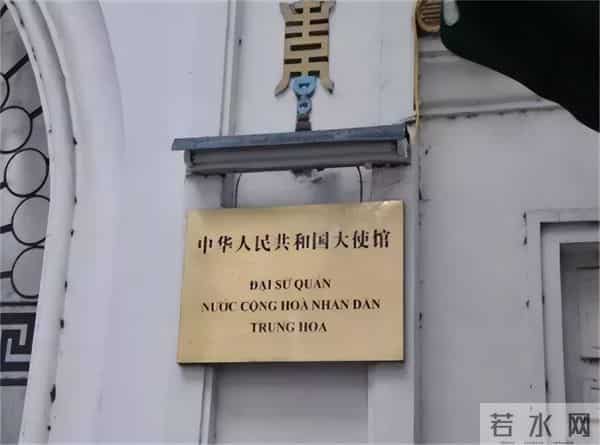 中华人民共和国大使馆
ĐẠI SỨ QUÁN
NƯỚC CỘNG HOÀ NHAN DÂN
TRUNG HOA
若水网